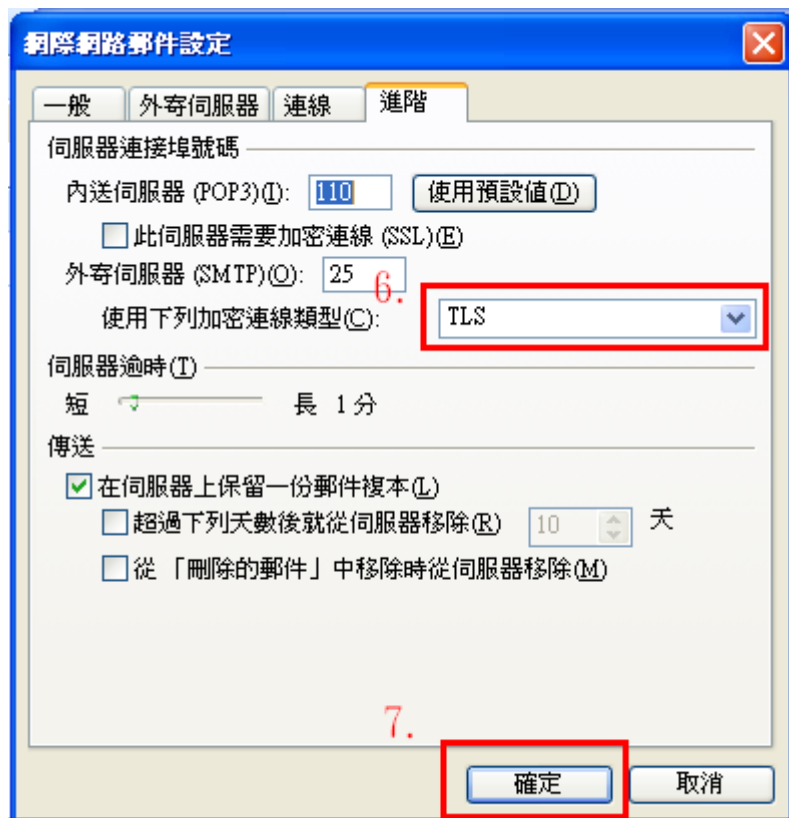 網際網路郵件設定
一般 外寄伺服器 連線 進階
伺服器連接埠號碼
內送伺服器 (POP3)(I): 110 使用預設值(D)
此伺服器需要加密連線 (SSL)(E)
外寄伺服器 (SMTP)(O): 25
6.
使用下列加密連線類型(C): TLS
伺服器逾時(T)
短 長 1分
傳送
在伺服器上保留一份郵件複本(L)
超過下列天數後就從伺服器移除(R) 10 天
從「刪除的郵件」中移除時從伺服器移除(M)
7.
確定 取消